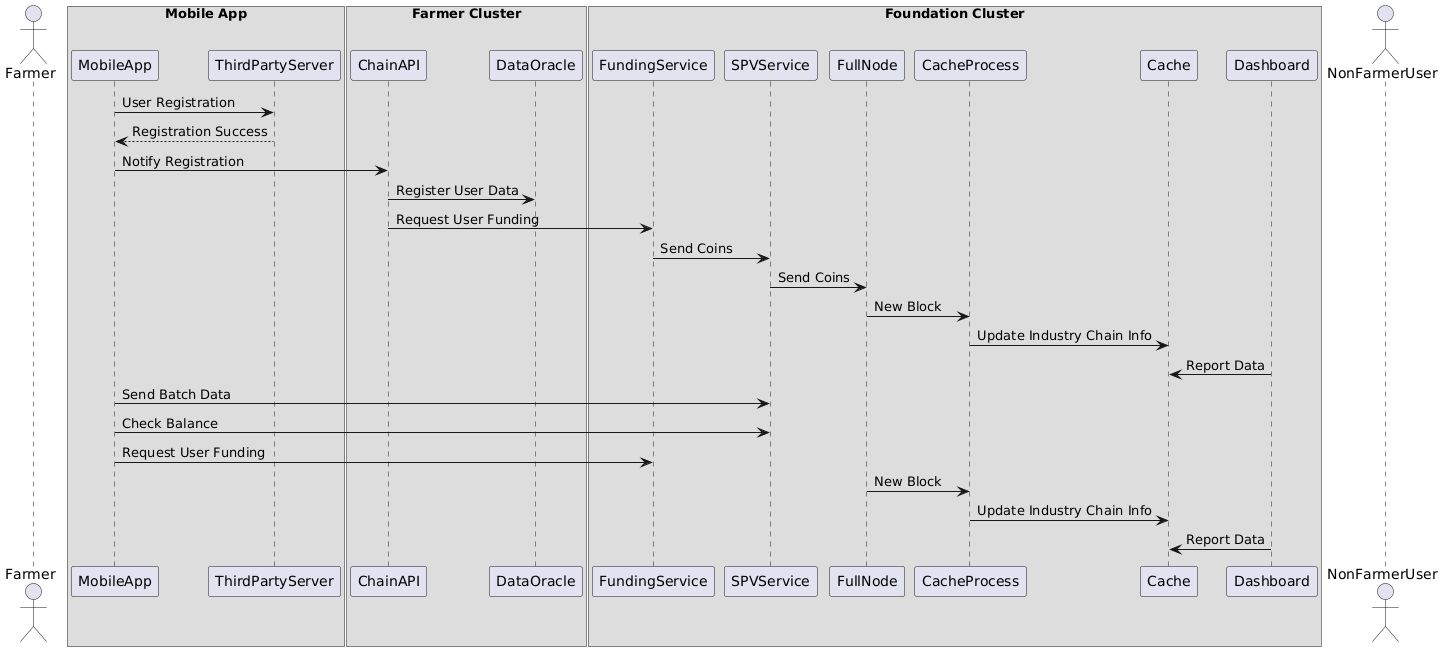 Mobile App
Farmer Cluster
Foundation Cluster
Farmer
MobileApp
ThirdPartyServer
ChainAPI
DataOracle
FundingService
SPVService
FullNode
CacheProcess
Cache
Dashboard
NonFarmerUser
User Registration
Registration Success
Notify Registration
Register User Data
Request User Funding
Send Coins
Send Coins
New Block
Update Industry Chain Info
Report Data
Send Batch Data
Check Balance
Request User Funding
New Block
Update Industry Chain Info
Report Data
Farmer
MobileApp
ThirdPartyServer
ChainAPI
DataOracle
FundingService
SPVService
FullNode
CacheProcess
Cache
Dashboard
NonFarmerUser